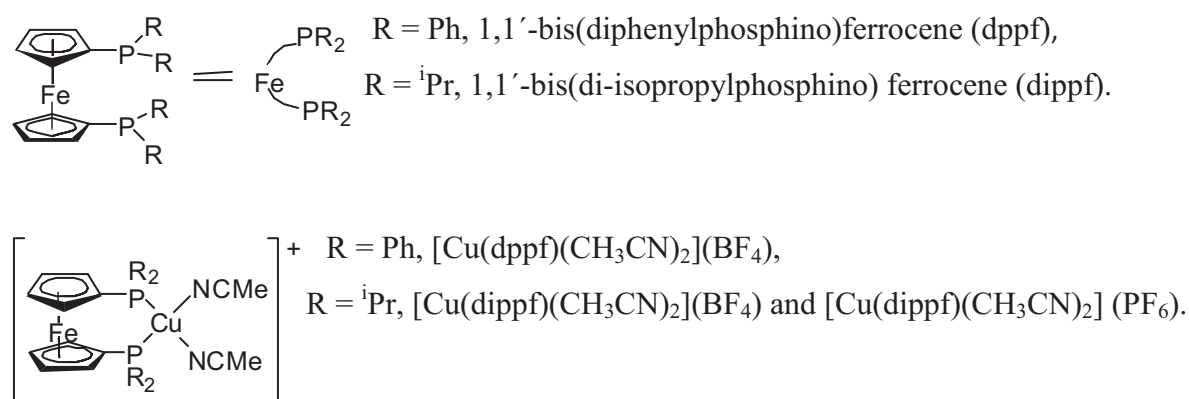 R
P
R
Fe
R
P
R
PR2
Fe
PR2
R = Ph, 1,1´-bis(diphenylphosphino)ferrocene (dppf),
R = iPr, 1,1´-bis(di-isopropylphosphino) ferrocene (dippf).
+
R = Ph, [Cu(dppf)(CH3CN)2](BF4),
R = iPr, [Cu(dippf)(CH3CN)2](BF4) and [Cu(dippf)(CH3CN)2] (PF6).
R2
P
NCMe
Fe
Cu
P
NCMe
R2